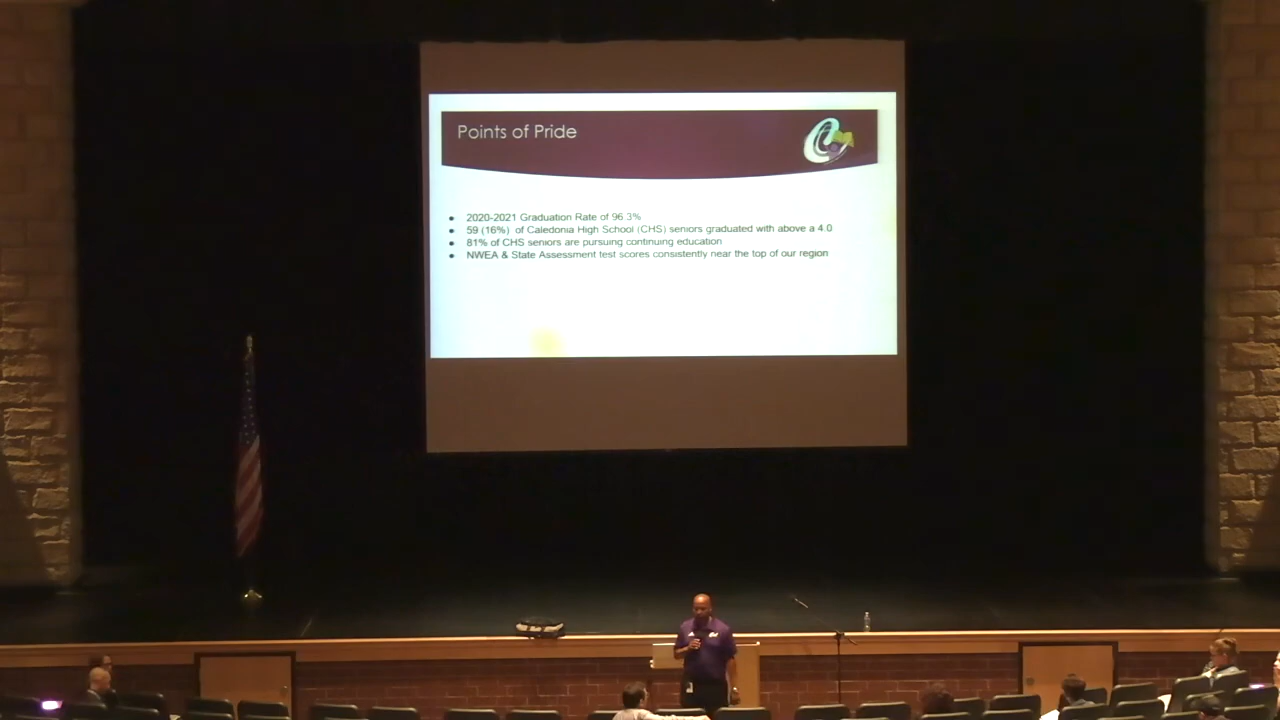 Points of Pride
● 2020-2021 Graduation Rate of 96.3%
● 59 (16%) of Caledonia High School (CHS) seniors graduated with above a 4.0
● 81% of CHS seniors are pursuing continuing education
● NWEA & State Assessment test scores consistently near the top of our region